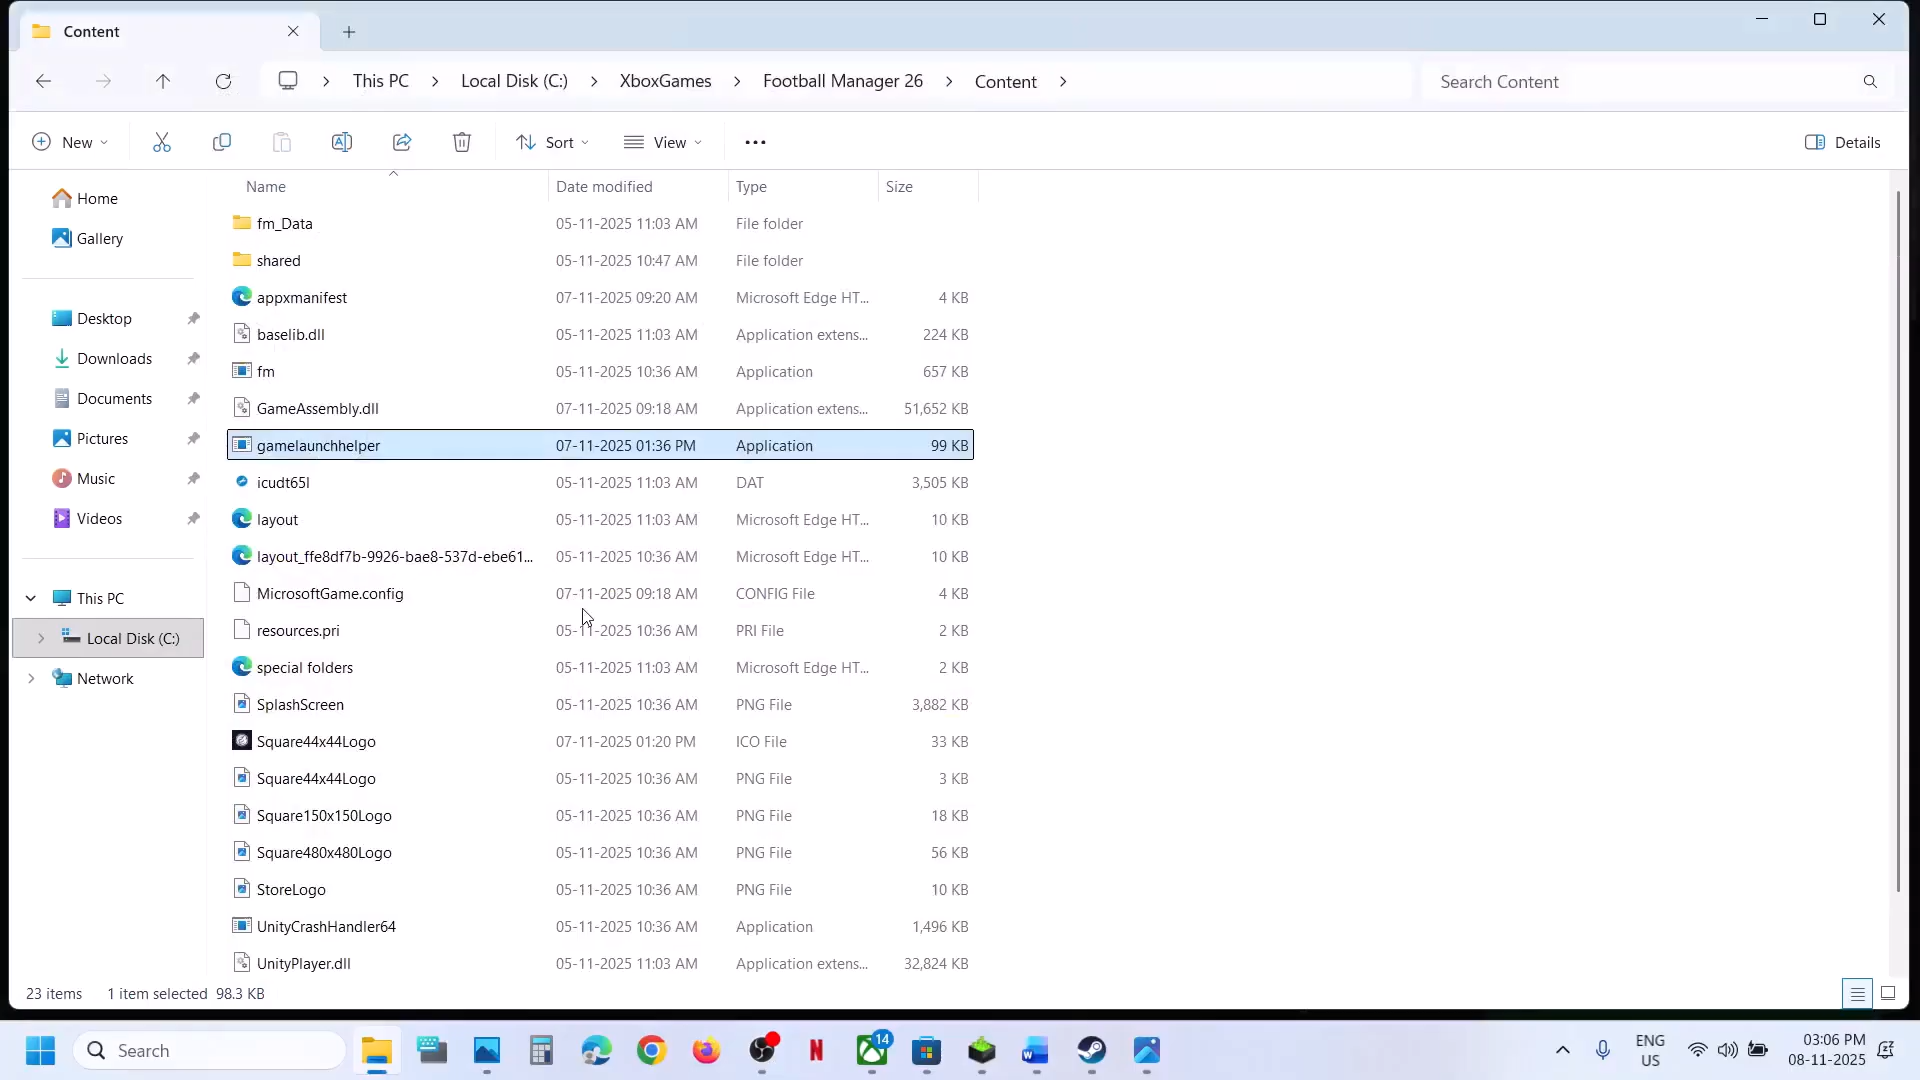 Content
This PC
Local Disk (C:)
XboxGames
Football Manager 26
Content
Search Content
New
Sort
View
Details
Name
Date modified
Type
Size
Home
Gallery
Desktop
Downloads
Documents
Pictures
Music
Videos
This PC
Local Disk (C:)
Network
fm_Data 05-11-2025 11:03 AM File folder
shared 05-11-2025 10:47 AM File folder
appxmanifest 07-11-2025 09:20 AM Microsoft Edge HT... 4 KB
baselib.dll 05-11-2025 11:03 AM Application extens... 224 KB
fm 05-11-2025 10:36 AM Application 657 KB
GameAssembly.dll 07-11-2025 09:18 AM Application extens... 51,652 KB
gamelaunchhelper 07-11-2025 01:36 PM Application 99 KB
icudt65l 05-11-2025 11:03 AM DAT 3,505 KB
layout 05-11-2025 11:03 AM Microsoft Edge HT... 10 KB
layout_ffe8df7b-9926-bae8-537d-ebe61... 05-11-2025 10:36 AM Microsoft Edge HT... 10 KB
MicrosoftGame.config 07-11-2025 09:18 AM CONFIG File 4 KB
resources.pri 05-11-2025 10:36 AM PRI File 2 KB
special folders 05-11-2025 11:03 AM Microsoft Edge HT... 2 KB
SplashScreen 05-11-2025 10:36 AM PNG File 3,882 KB
Square44x44Logo 07-11-2025 01:20 PM ICO File 33 KB
Square44x44Logo 05-11-2025 10:36 AM PNG File 3 KB
Square150x150Logo 05-11-2025 10:36 AM PNG File 18 KB
Square480x480Logo 05-11-2025 10:36 AM PNG File 56 KB
StoreLogo 05-11-2025 10:36 AM PNG File 10 KB
UnityCrashHandler64 05-11-2025 10:36 AM Application 1,496 KB
UnityPlayer.dll 05-11-2025 11:03 AM Application extens... 32,824 KB
23 items 1 item selected 98.3 KB
Search
14
ENG
US
03:06 PM
08-11-2025